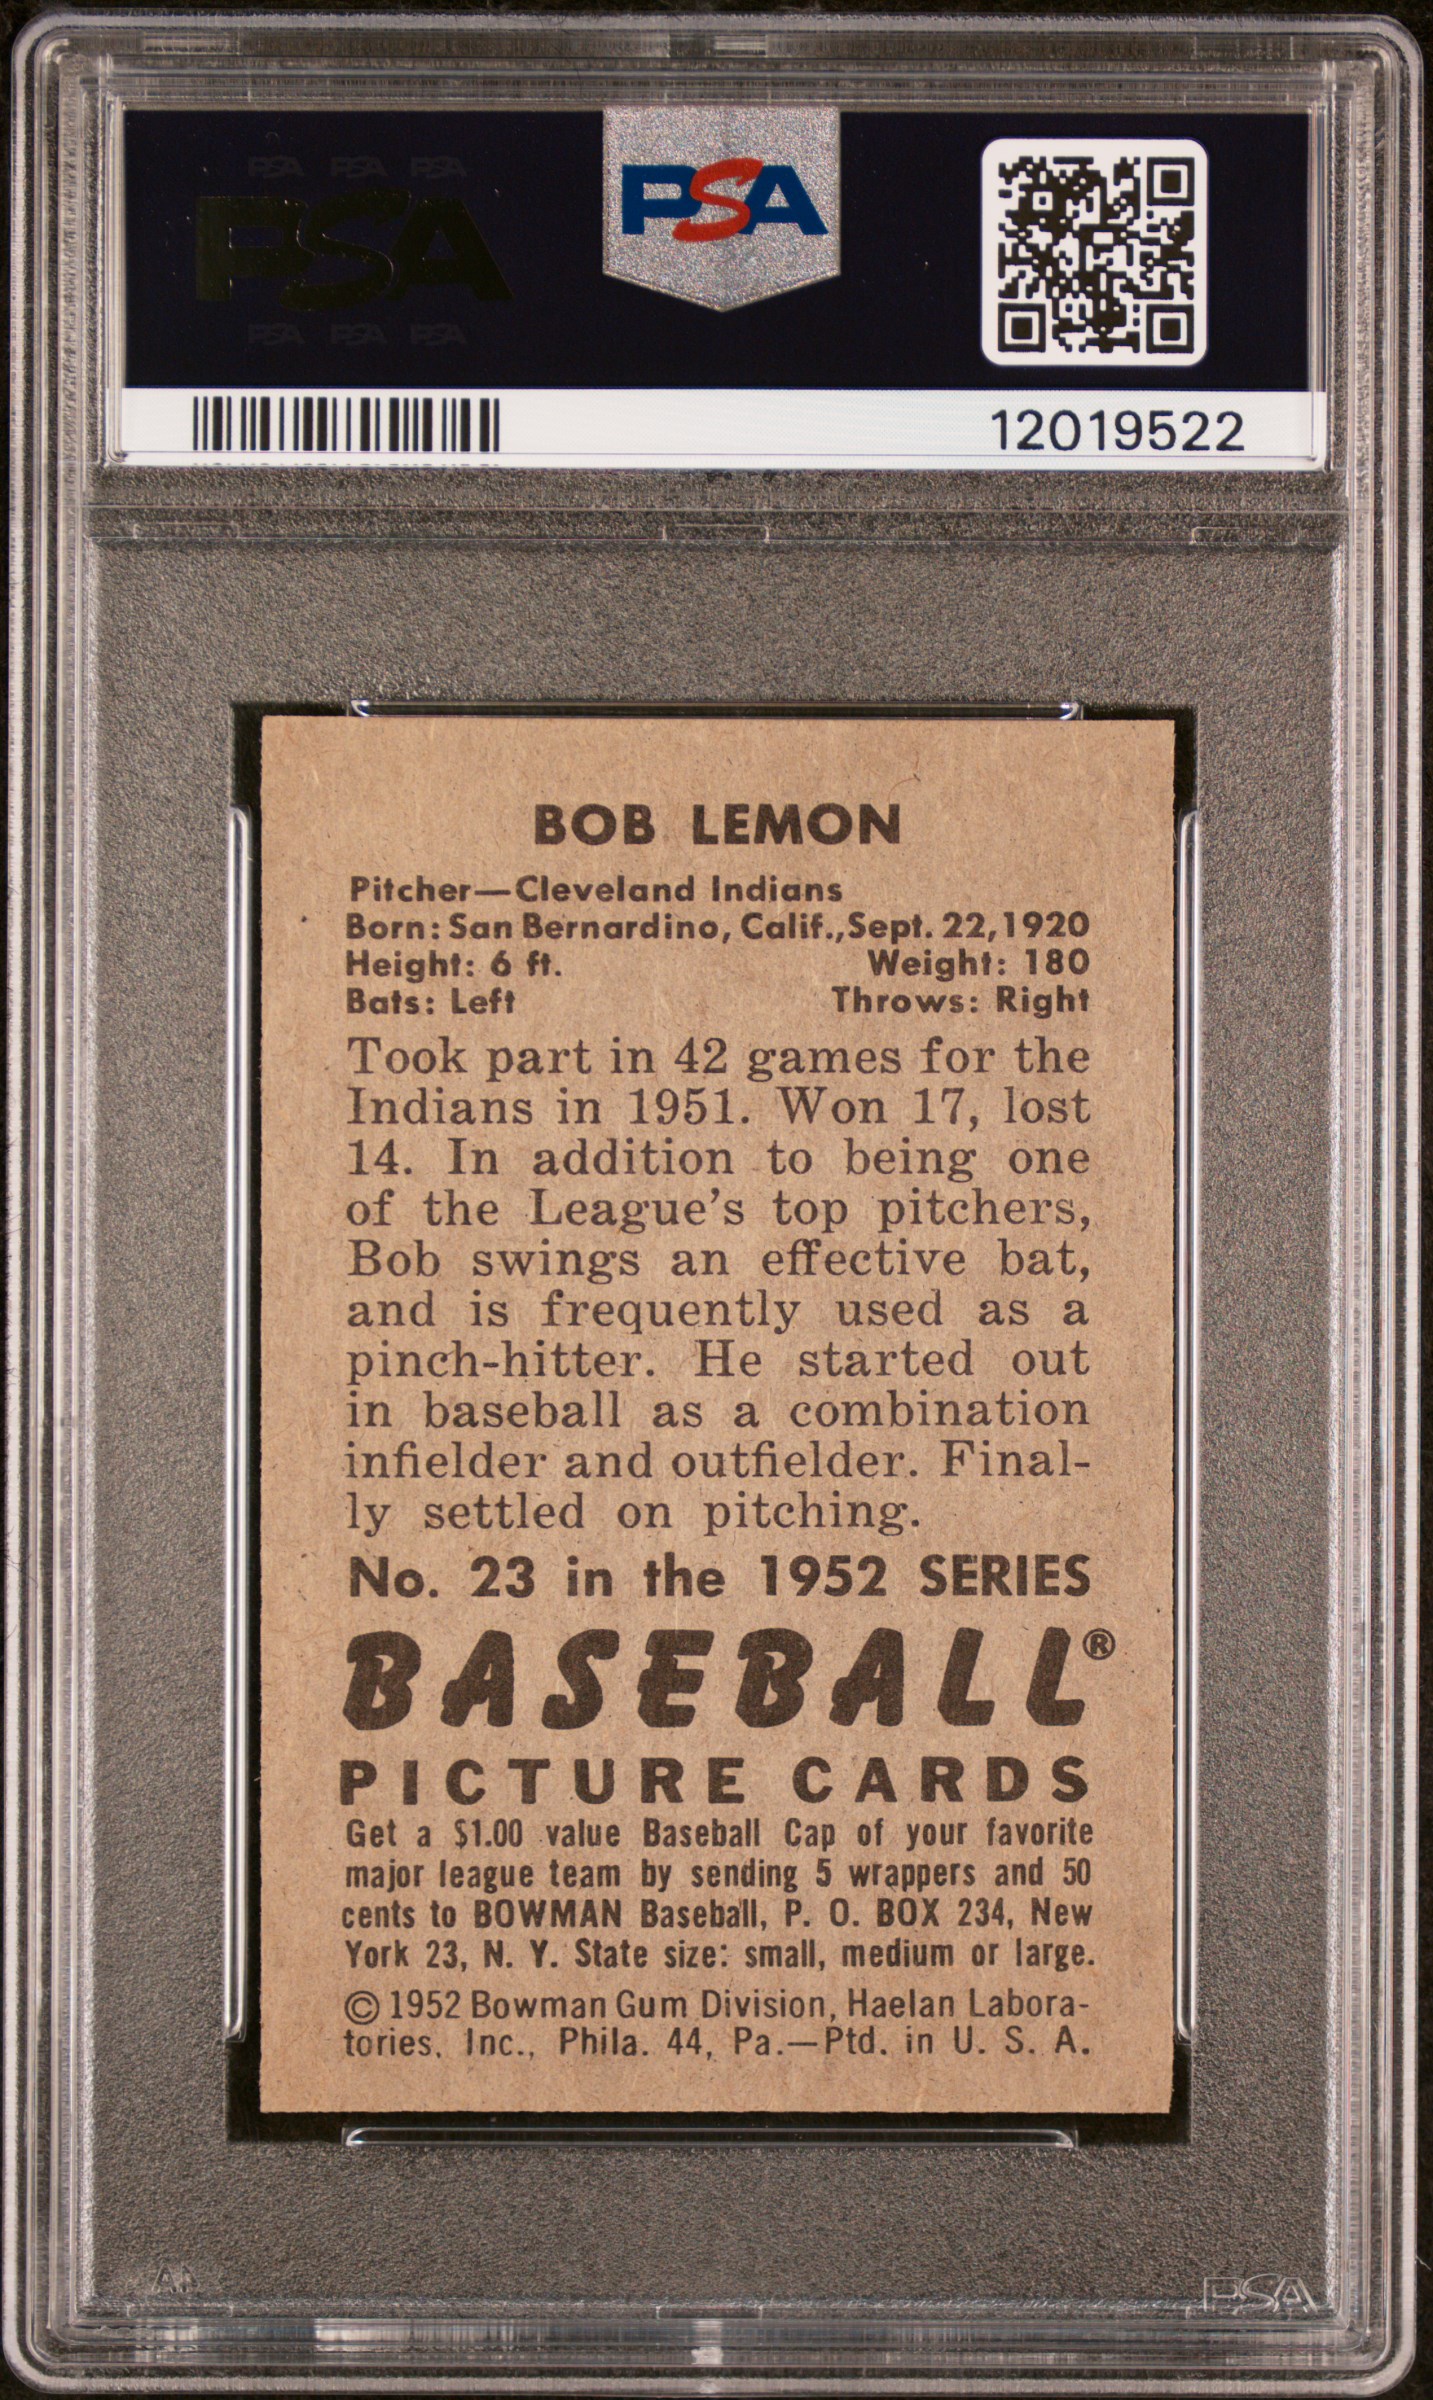 PSA PSA PSA
PSA
PSA PSA PSA
PSA
12019522
BOB LEMON
Pitcher—Cleveland Indians
Born: San Bernardino, Calif., Sept. 22, 1920
Height: 6 ft. Weight: 180
Bats: Left Throws: Right
Took part in 42 games for the
Indians in 1951. Won 17, lost
14. In addition to being one
of the League's top pitchers,
Bob swings an effective bat,
and is frequently used as a
pinch-hitter. He started out
in baseball as a combination
infielder and outfielder. Final-
ly settled on pitching.
No. 23 in the 1952 SERIES
BASEBALL®
PICTURE CARDS
Get a $1.00 value Baseball Cap of your favorite
major league team by sending 5 wrappers and 50
cents to BOWMAN Baseball, P. O. BOX 234, New
York 23, N. Y. State size: small, medium or large.
© 1952 Bowman Gum Division, Haelan Labora-
tories, Inc., Phila. 44, Pa.—Ptd. in U. S. A.
PSA